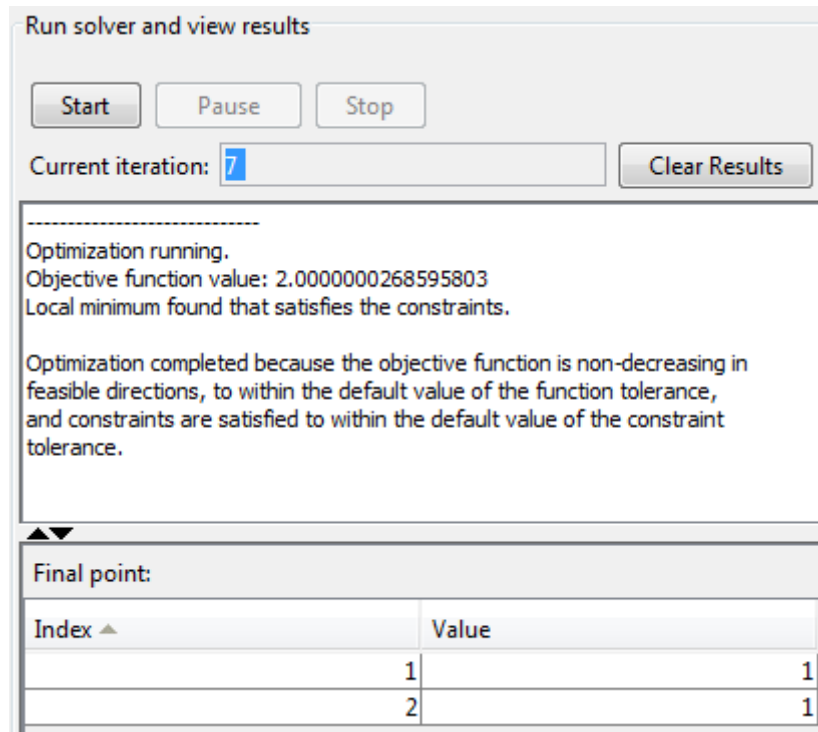 Run solver and view results
Start Pause Stop
Current iteration: 7 Clear Results
-----------------------------
Optimization running.
Objective function value: 2.0000000268595803
Local minimum found that satisfies the constraints.
Optimization completed because the objective function is non-decreasing in
feasible directions, to within the default value of the function tolerance,
and constraints are satisfied to within the default value of the constraint
tolerance.
Final point:
Index Value
1 1
2 1